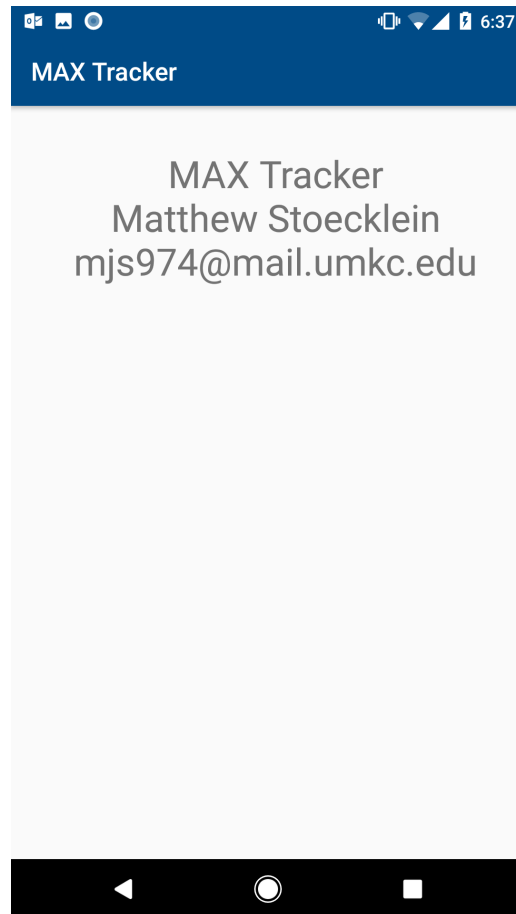 6:37
MAX Tracker
MAX Tracker
Matthew Stoecklein
mjs974@mail.umkc.edu